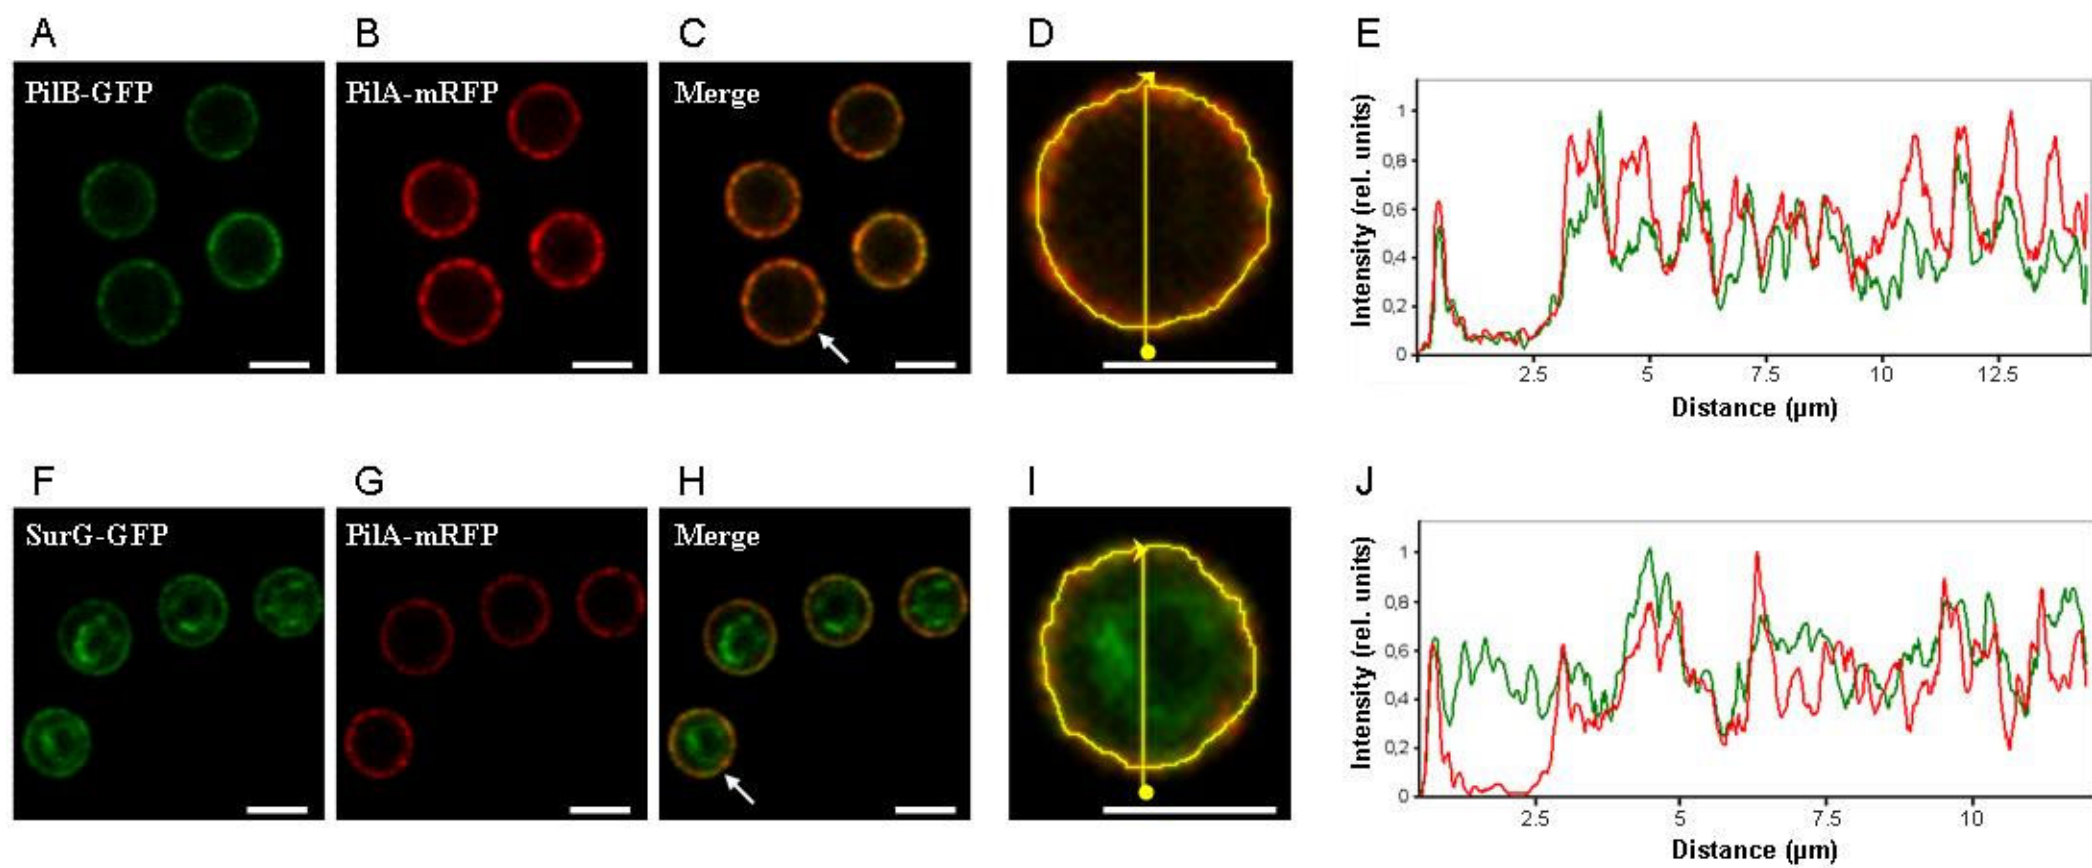 A B C D E
PilB-GFP PilA-mRFP Merge
Intensity (rel. units)
1
0,8
0,6
0,4
0,2
0
2.5 5 7.5 10 12.5
Distance (µm)
F G H I J
SurG-GFP PilA-mRFP Merge
Intensity (rel. units)
1
0,8
0,6
0,4
0,2
0
2.5 5 7.5 10
Distance (µm)